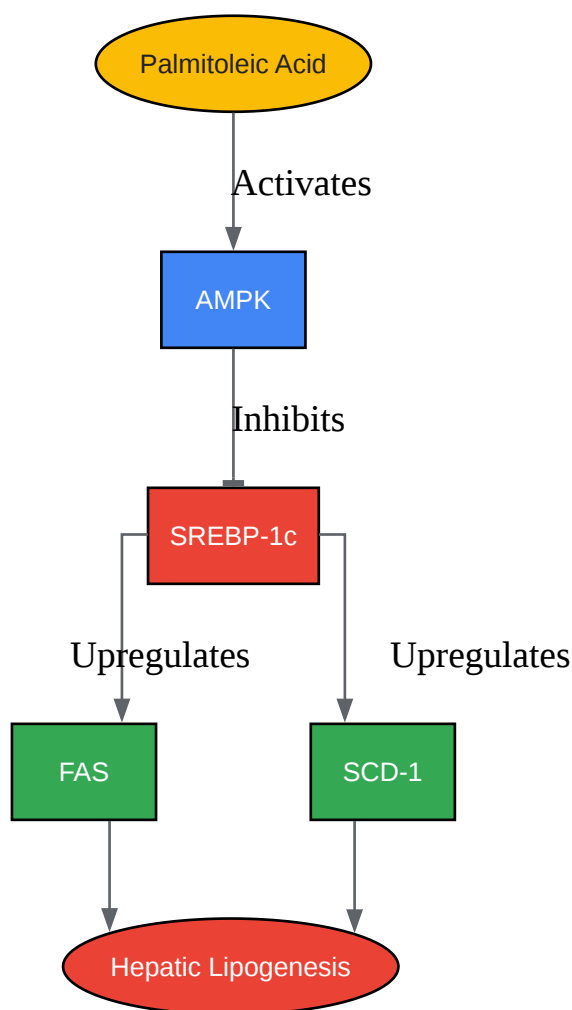 Palmitoleic Acid
Activates
AMPK
Inhibits
SREBP-1c
Upregulates
Upregulates
FAS
SCD-1
Hepatic Lipogenesis